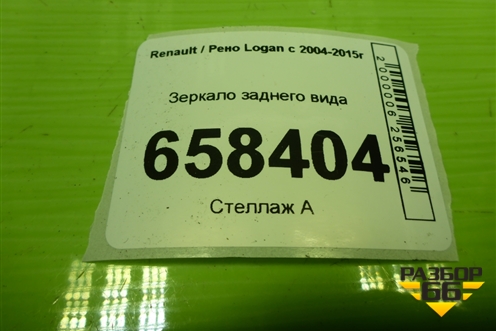 Renault / Рено Logan с 2004-2015г
Зеркало заднего вида
658404
Стеллаж А
2000006256546
РАЗБОР
66